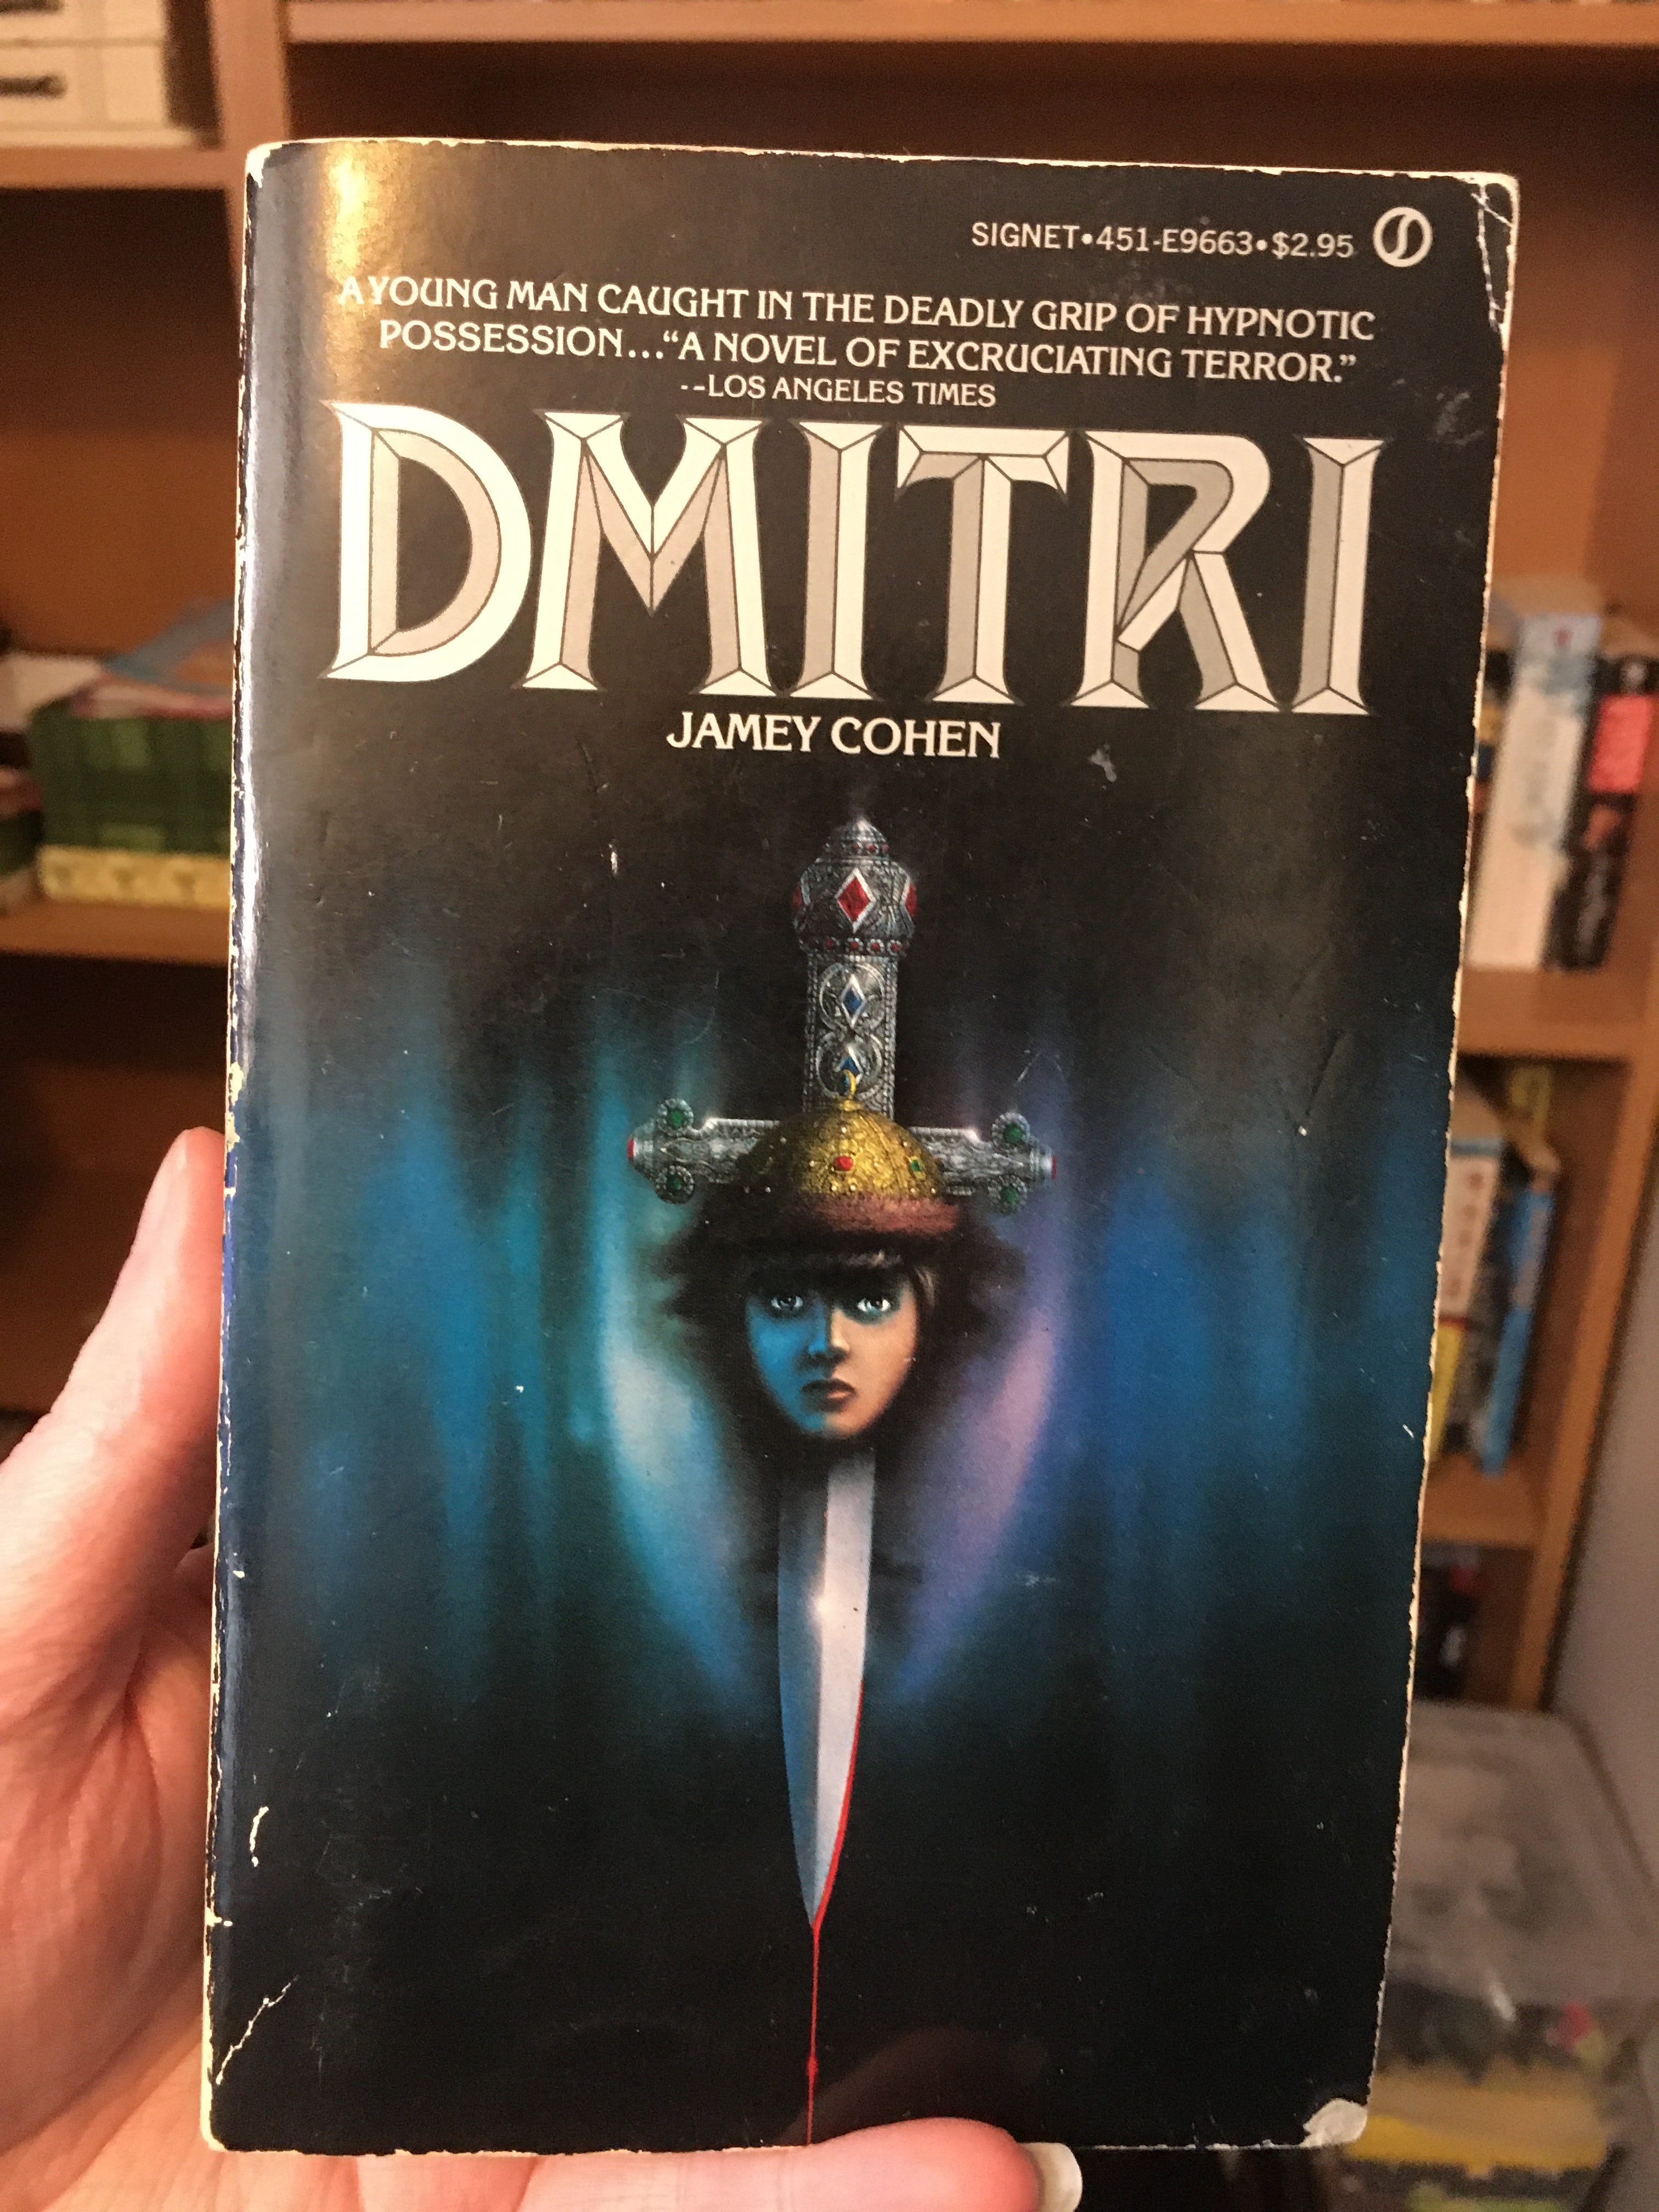 SIGNET•451-E9663•$2.95
A YOUNG MAN CAUGHT IN THE DEADLY GRIP OF HYPNOTIC
POSSESSION..."A NOVEL OF EXCRUCIATING TERROR."
--LOS ANGELES TIMES
DMITRI
JAMEY COHEN